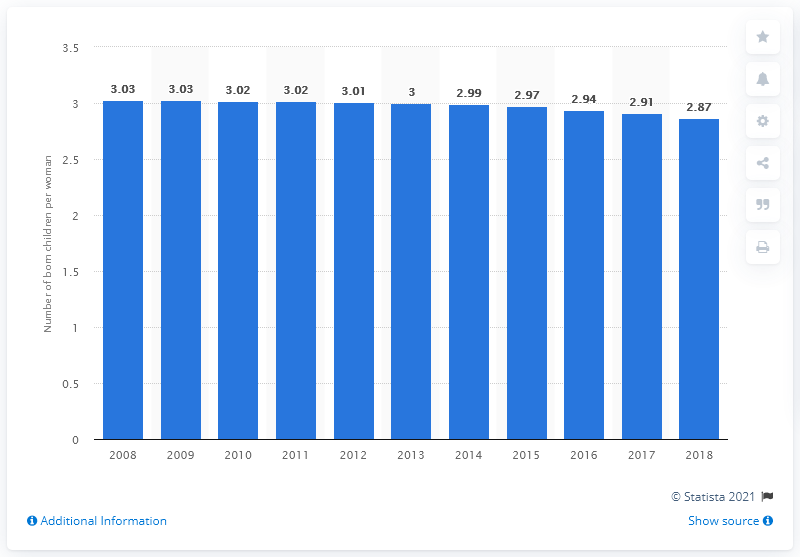 3.5
3
2.5
2
1.5
1
0.5
0
Number of born children per woman
3.03 3.03 3.02 3.02 3.01 3 2.99 2.97 2.94 2.91 2.87
2008 2009 2010 2011 2012 2013 2014 2015 2016 2017 2018
© Statista 2021
Additional Information
Show source